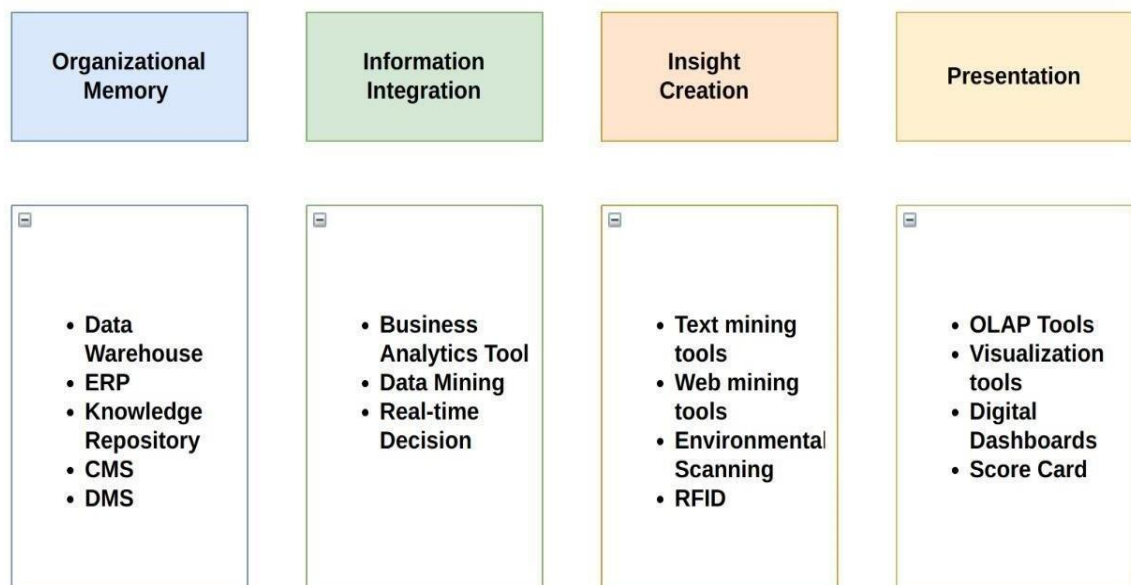 Organizational
Memory
Information
Integration
Insight
Creation
Presentation
• Data
Warehouse
• ERP
• Knowledge
Repository
• CMS
• DMS
• Business
Analytics Tool
• Data Mining
• Real-time
Decision
• Text mining
tools
• Web mining
tools
• Environmental
Scanning
• RFID
• OLAP Tools
• Visualization
tools
• Digital
Dashboards
• Score Card